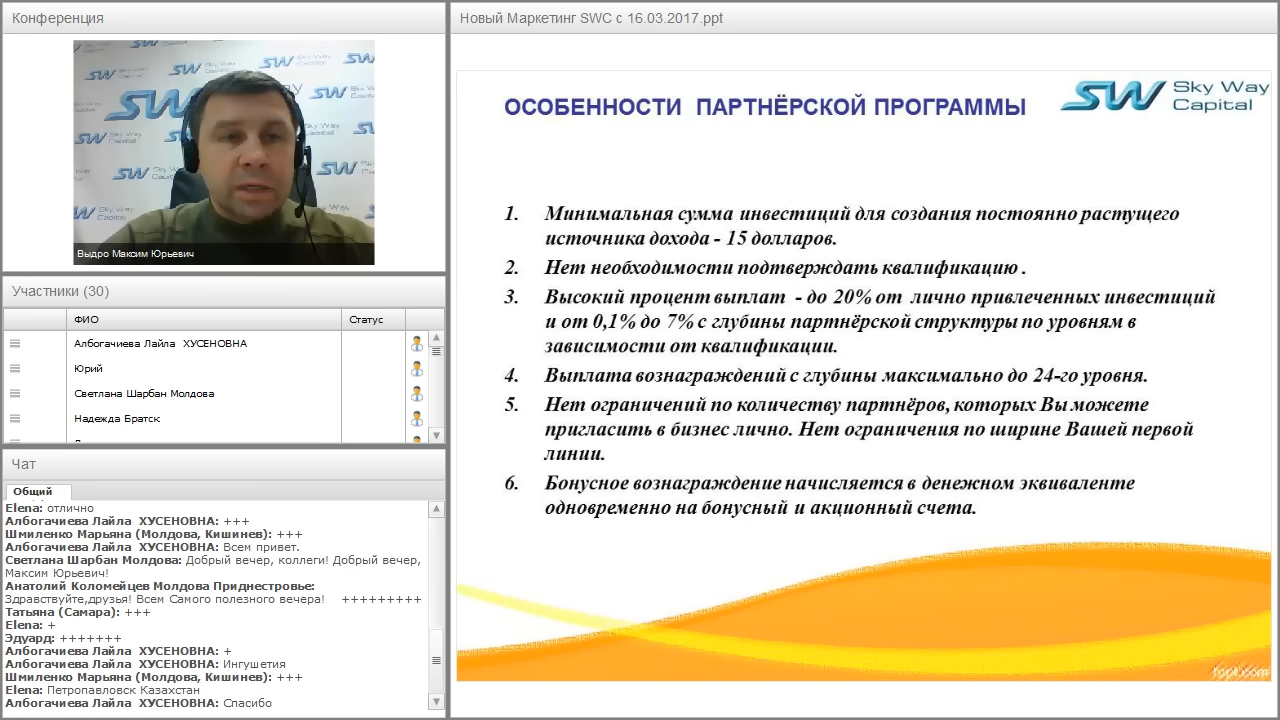 Конференция
Sky Way
Capital
SW
Выдро Максим Юрьевич
Участники (30)
ФИО
Статус
Албогачиева Лайла ХУСЕНОВНА
Юрий
Светлана Шарбан Молдова
Надежда Братск
Чат
Общий
Elena: отлично
Албогачиева Лайла ХУСЕНОВНА: +++
Шмиленко Марьяна (Молдова, Кишинев): +++
Албогачиева Лайла ХУСЕНОВНА: Всем привет.
Светлана Шарбан Молдова: Добрый вечер, коллеги! Добрый вечер,
Максим Юрьевич!
Анатолий Коломейцев Молдова Приднестровье:
Здравствуйте,друзья! Всем Самого полезного вечера! +++++++++
Татьяна (Самара): +++
Elena: +
Эдуард: +++++++
Албогачиева Лайла ХУСЕНОВНА: +
Албогачиева Лайла ХУСЕНОВНА: Ингушетия
Шмиленко Марьяна (Молдова, Кишинев): +++
Elena: Петропавловск Казахстан
Албогачиева Лайла ХУСЕНОВНА: Спасибо
Новый Маркетинг SWC с 16.03.2017.ppt
ОСОБЕННОСТИ ПАРТНЁРСКОЙ ПРОГРАММЫ
SW Sky Way
Capital
1. Минимальная сумма инвестиций для создания постоянно растущего
источника дохода - 15 долларов.
2. Нет необходимости подтверждать квалификацию .
3. Высокий процент выплат - до 20% от лично привлеченных инвестиций
и от 0,1% до 7% с глубины партнёрской структуры по уровням в
зависимости от квалификации.
4. Выплата вознаграждений с глубины максимально до 24-го уровня.
5. Нет ограничений по количеству партнёров, которых Вы можете
пригласить в бизнес лично. Нет ограничения по ширине Вашей первой
линии.
6. Бонусное вознаграждение начисляется в денежном эквиваленте
одновременно на бонусный и акционный счета.